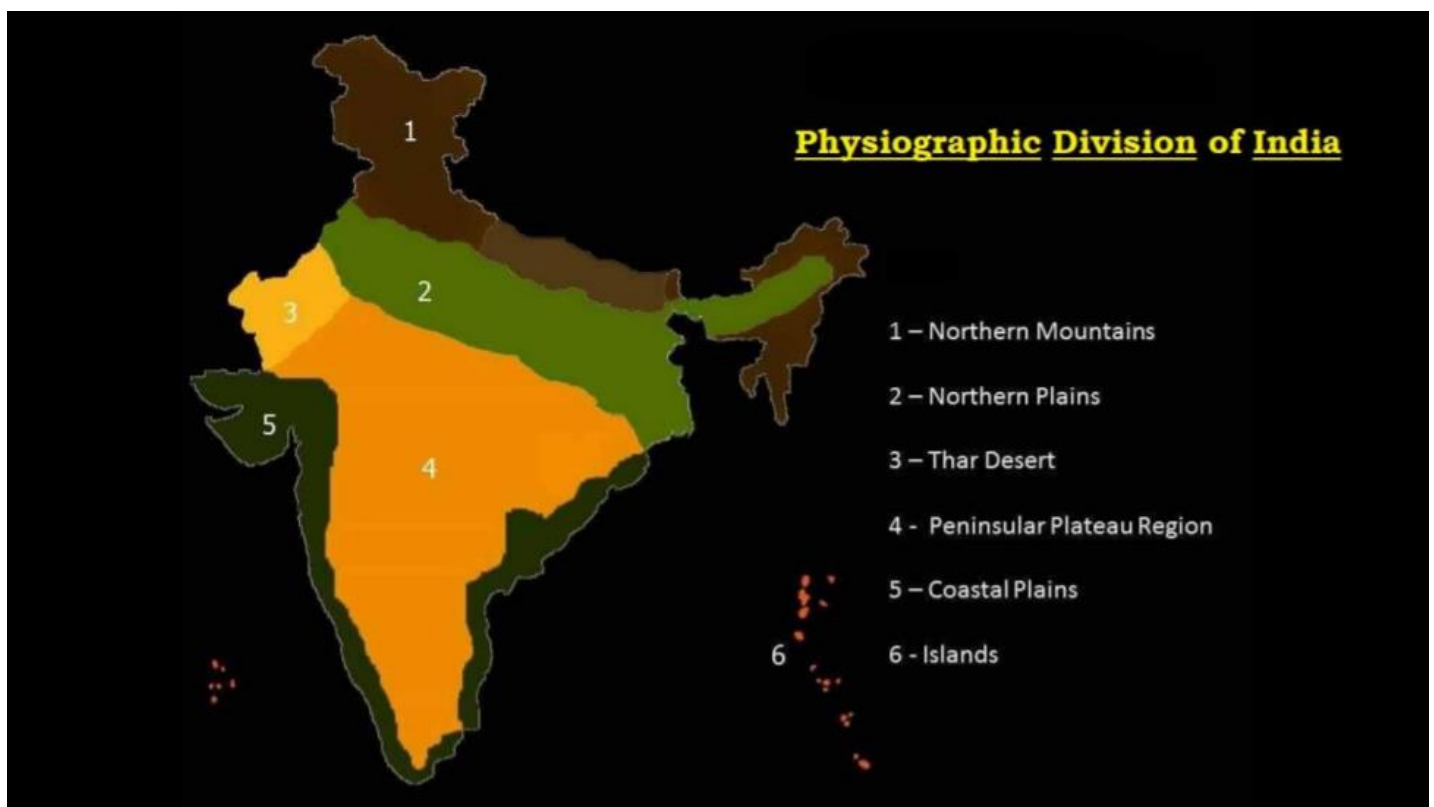 Physiographic Division of India
1
2
3
4
5
6
1 – Northern Mountains
2 – Northern Plains
3 – Thar Desert
4 - Peninsular Plateau Region
5 – Coastal Plains
6 - Islands